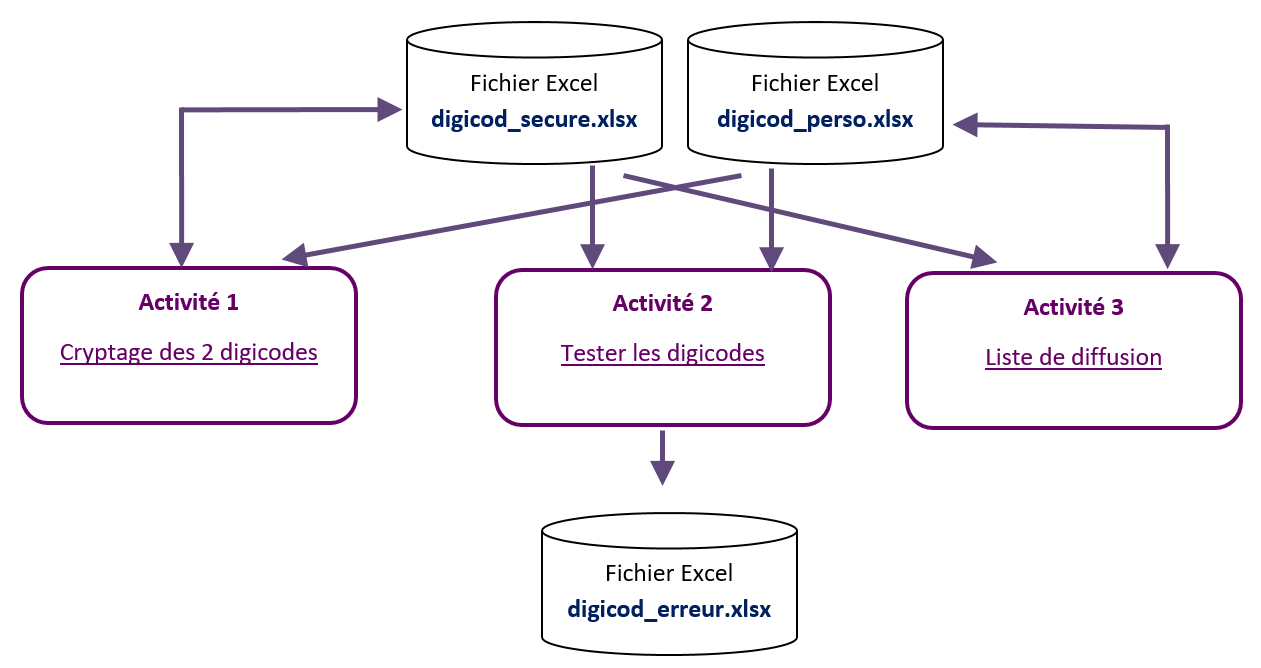 Fichier Excel
digicod_secure.xlsx
Fichier Excel
digicod_perso.xlsx
Activité 1
Cryptage des 2 digicodes
Activité 2
Tester les digicodes
Activité 3
Liste de diffusion
Fichier Excel
digicod_erreur.xlsx